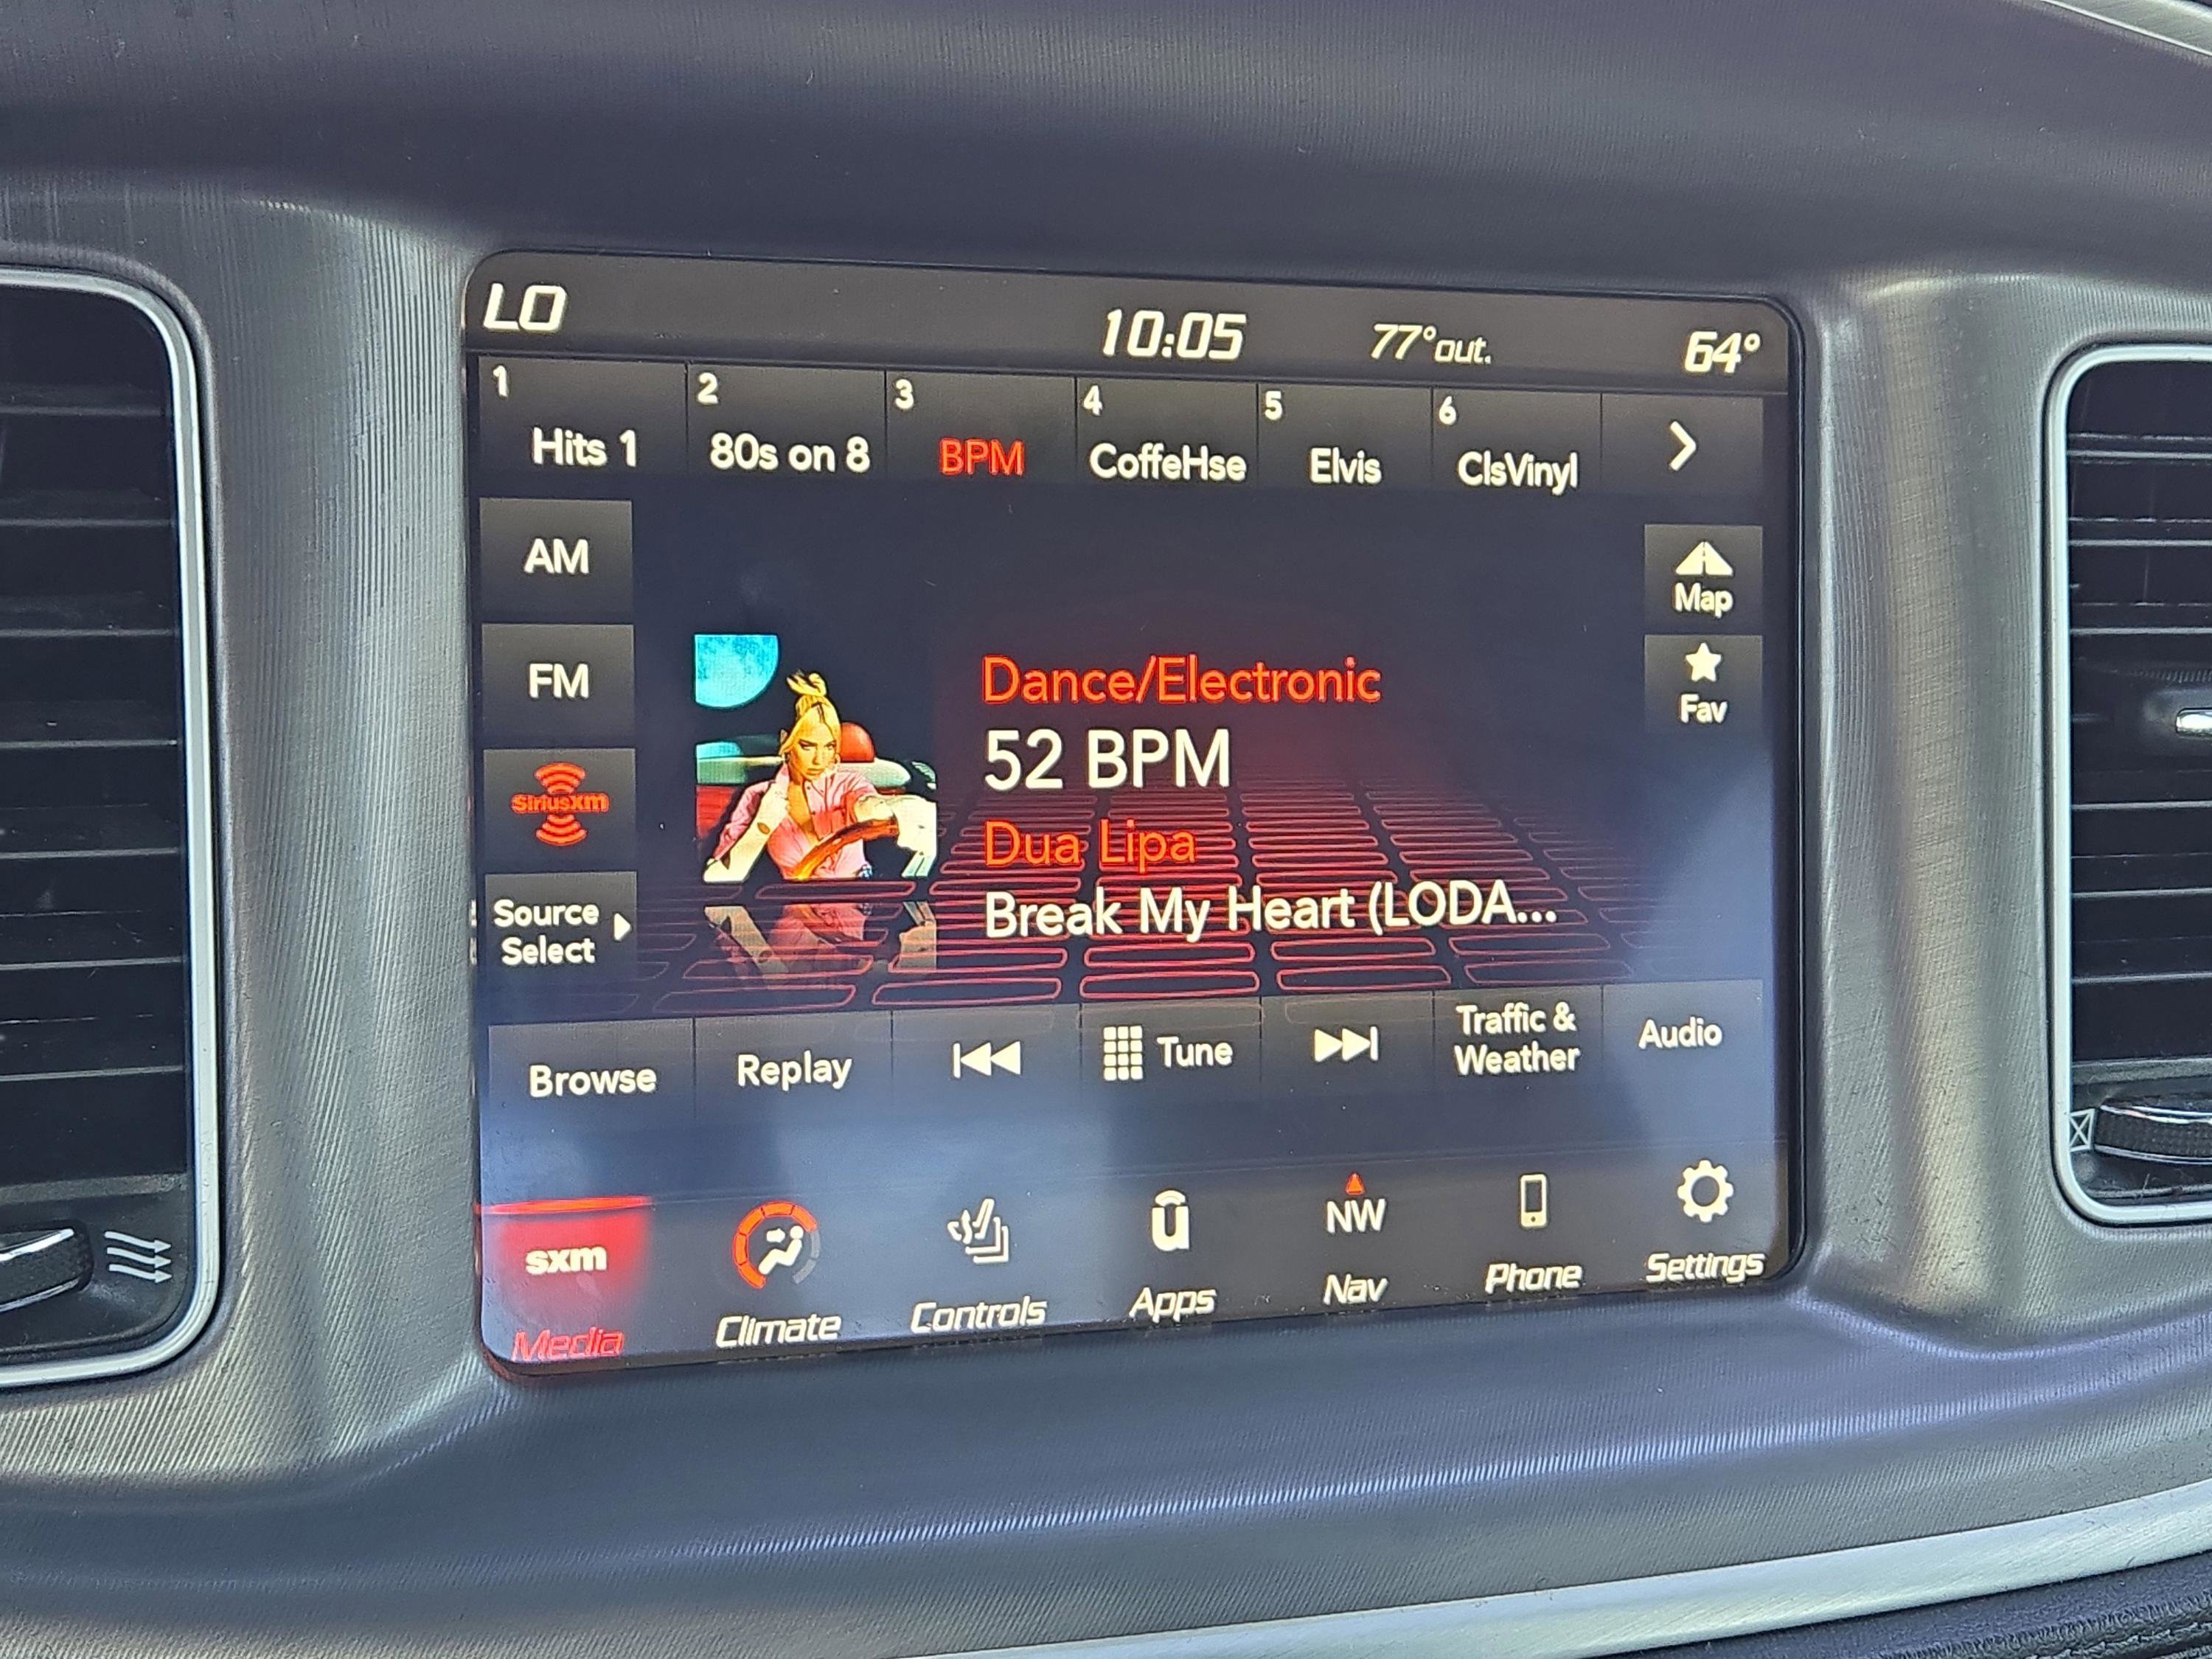 LO 10:05 77° out. 64°
1 2 3 4 5 6
Hits 1 80s on 8 BPM CoffeHse Elvis ClsVinyl
AM
Map
FM
Fav
Dance/Electronic
52 BPM
SiriusXM
Dua Lipa
Break My Heart (LODA...
Source
Select
Browse Replay Tune Traffic &
Weather Audio
sxm NW
Media Climate Controls Apps Nav Phone Settings